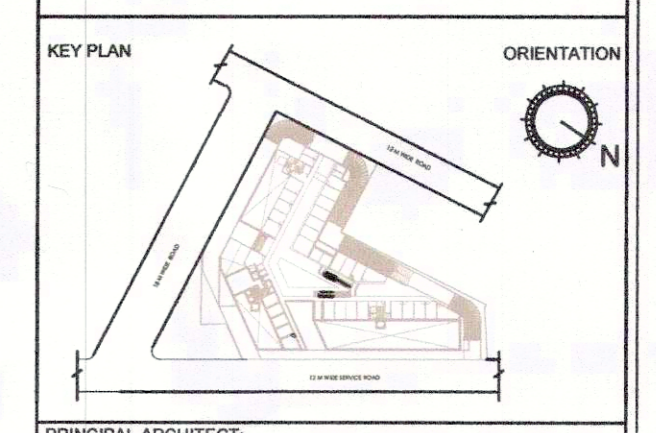 KEY PLAN
ORIENTATION
N
12 M WIDE ROAD
18 M WIDE ROAD
12 M WIDE SERVICE ROAD
PRINCIPAL ARCHITECT: